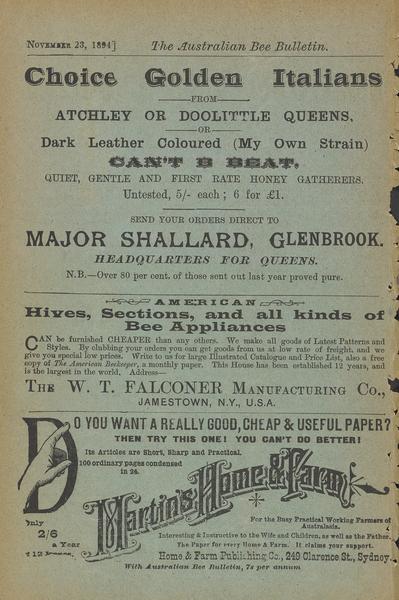 November 23, 1894]
The Australian Bee Bulletin.
Choice Golden Italians
—FROM—
ATCHLEY OR DOOLITTLE QUEENS,
—OR—
Dark Leather Coloured (My Own Strain)
CAN'T B BEAT,
QUIET, GENTLE AND FIRST RATE HONEY GATHERERS.
Untested, 5/- each; 6 for £1.
SEND YOUR ORDERS DIRECT TO
MAJOR SHALLARD, GLENBROOK.
HEADQUARTERS FOR QUEENS.
N.B.—Over 80 per cent. of those sent out last year proved pure.
AMERICAN
Hives, Sections, and all kinds of
Bee Appliances
CAN be furnished CHEAPER than any others. We make all goods of Latest Patterns and
Styles. By clubbing your orders you can get goods from us at low rate of freight, and we
give you special low prices. Write to us for large Illustrated Catalogue and Price List, also a free
copy of The American Beekeeper, a monthly paper. This House has been established 12 years, and
is the largest in the world. Address—
THE W. T. FALCONER MANUFACTURING CO.,
JAMESTOWN, N.Y., U.S.A.
DO YOU WANT A REALLY GOOD, CHEAP & USEFUL PAPER?
THEN TRY THIS ONE! YOU CAN'T DO BETTER!
Its Articles are Short, Sharp and Practical.
100 ordinary pages condensed
in 24.
Martin's Home & Farm
Only
2/6
a Year
For the Busy Practical Working Farmers of
Australasia.
Interesting & Instructive to the Wife and Children, as well as the Father.
The Paper for every Home & Farm. It claims your support.
Home & Farm Publishing Co., 249 Clarence St., Sydney.
With Australian Bee Bulletin, 7s per annum